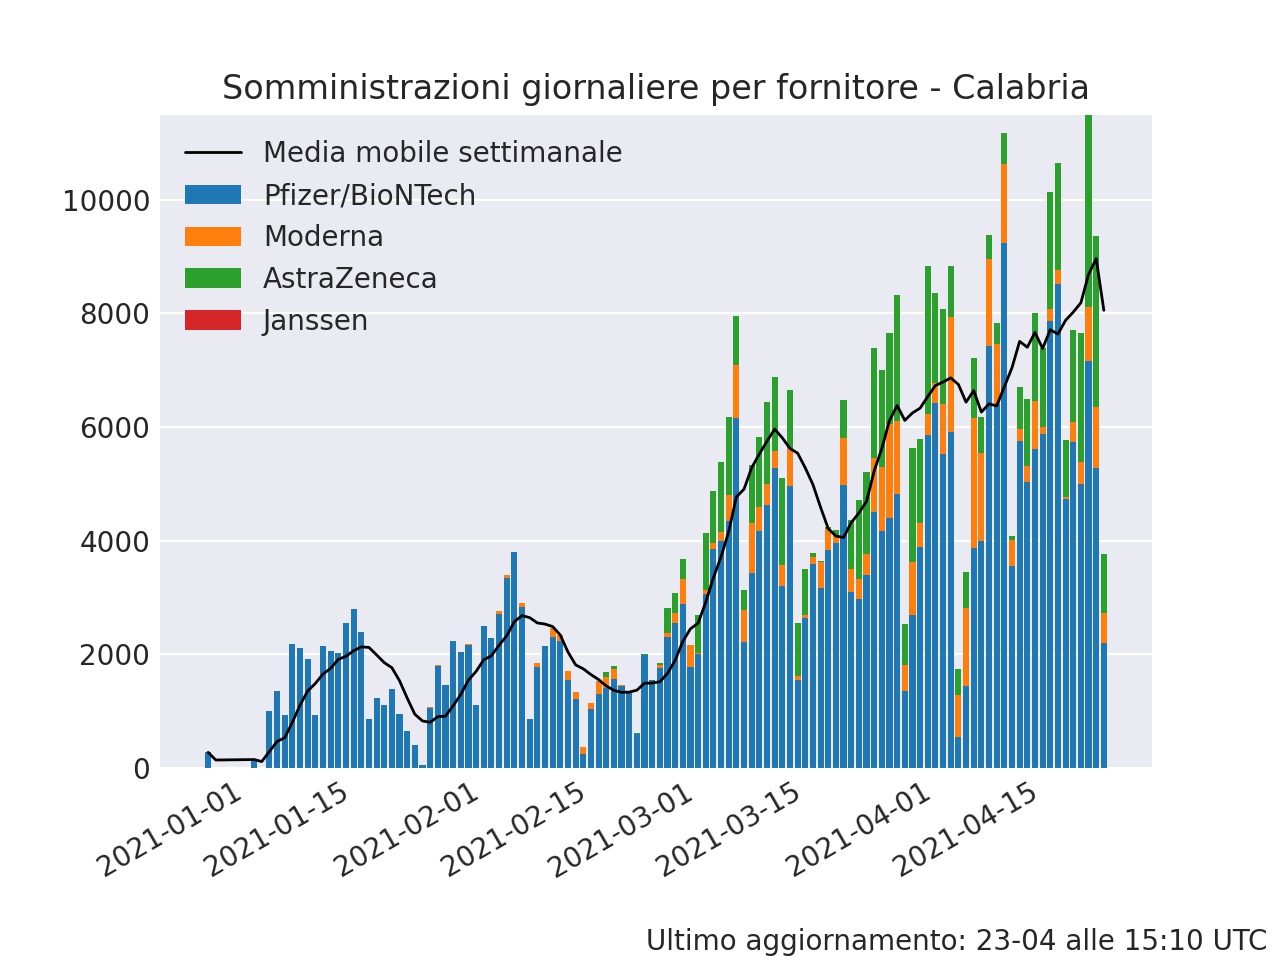 Somministrazioni giornaliere per fornitore - Calabria
Media mobile settimanale
Pfizer/BioNTech
Moderna
AstraZeneca
Janssen
10000
8000
6000
4000
2000
0
2021-01-01
2021-01-15
2021-02-01
2021-02-15
2021-03-01
2021-03-15
2021-04-01
2021-04-15
Ultimo aggiornamento: 23-04 alle 15:10 UTC